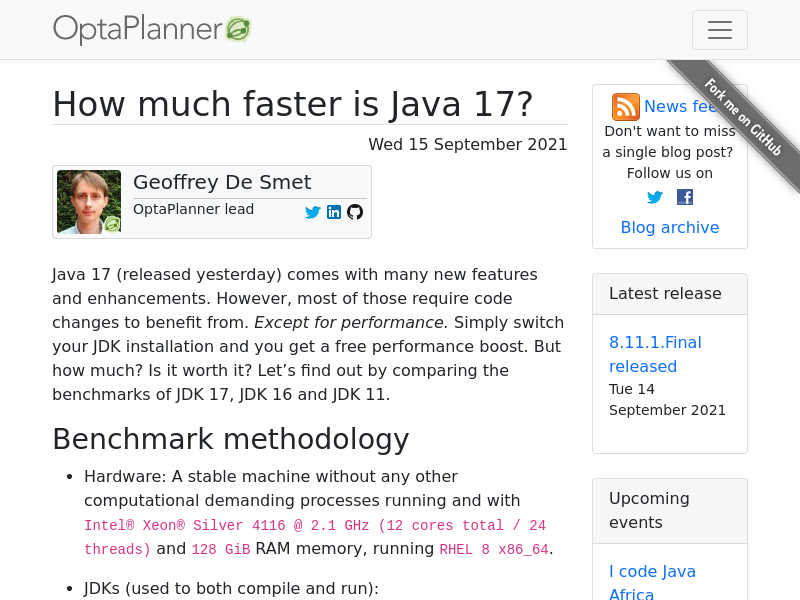 OptaPlanner
Fork me on GitHub
How much faster is Java 17?
Wed 15 September 2021
Geoffrey De Smet
OptaPlanner lead
Java 17 (released yesterday) comes with many new features
and enhancements. However, most of those require code
changes to benefit from. Except for performance. Simply switch
your JDK installation and you get a free performance boost. But
how much? Is it worth it? Let’s find out by comparing the
benchmarks of JDK 17, JDK 16 and JDK 11.
Benchmark methodology
• Hardware: A stable machine without any other
computational demanding processes running and with
Intel® Xeon® Silver 4116 @ 2.1 GHz (12 cores total / 24
threads) and 128 GiB RAM memory, running RHEL 8 x86_64.
• JDKs (used to both compile and run):
News fee
Don't want to miss
a single blog post?
Follow us on
Blog archive
Latest release
8.11.1.Final
released
Tue 14
September 2021
Upcoming
events
I code Java
Africa